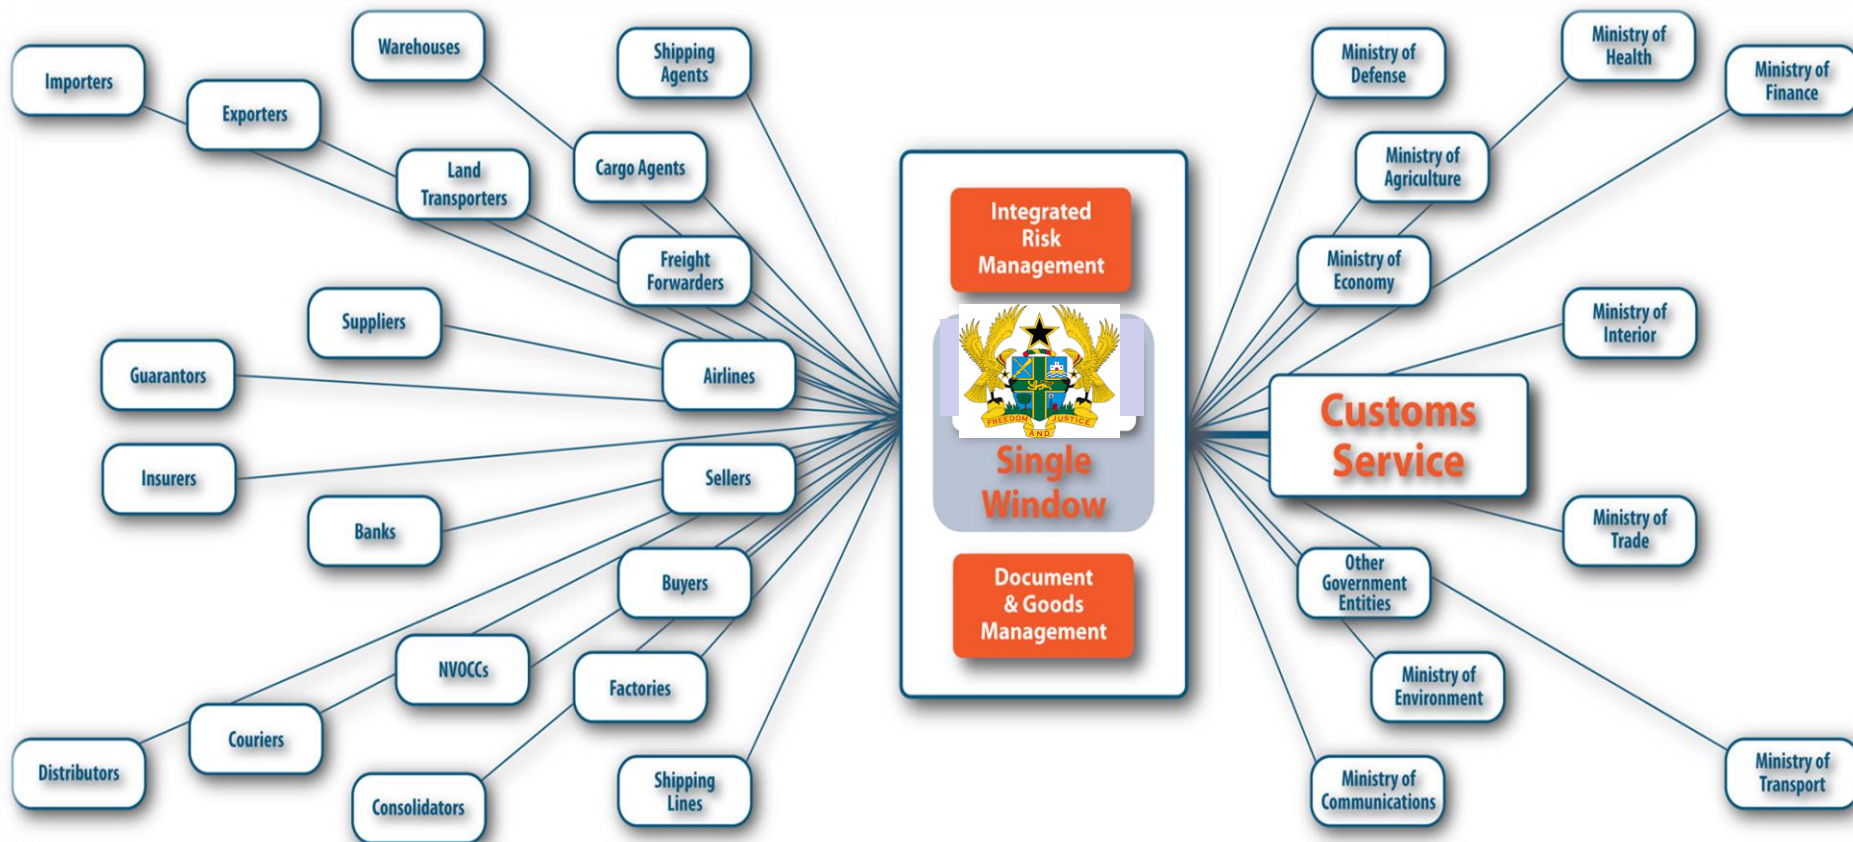 Importers
Exporters
Warehouses
Shipping
Agents
Land
Transporters
Cargo Agents
Freight
Forwarders
Suppliers
Guarantors
Airlines
Insurers
Sellers
Banks
Buyers
NVOCCs
Factories
Couriers
Distributors
Consolidators
Shipping
Lines
Integrated
Risk
Management
FREEDOM
AND
JUSTICE
Single
Window
Document
& Goods
Management
Ministry of
Defense
Ministry of
Health
Ministry of
Finance
Ministry of
Agriculture
Ministry of
Economy
Ministry of
Interior
Customs
Service
Ministry of
Trade
Other
Government
Entities
Ministry of
Environment
Ministry of
Communications
Ministry of
Transport